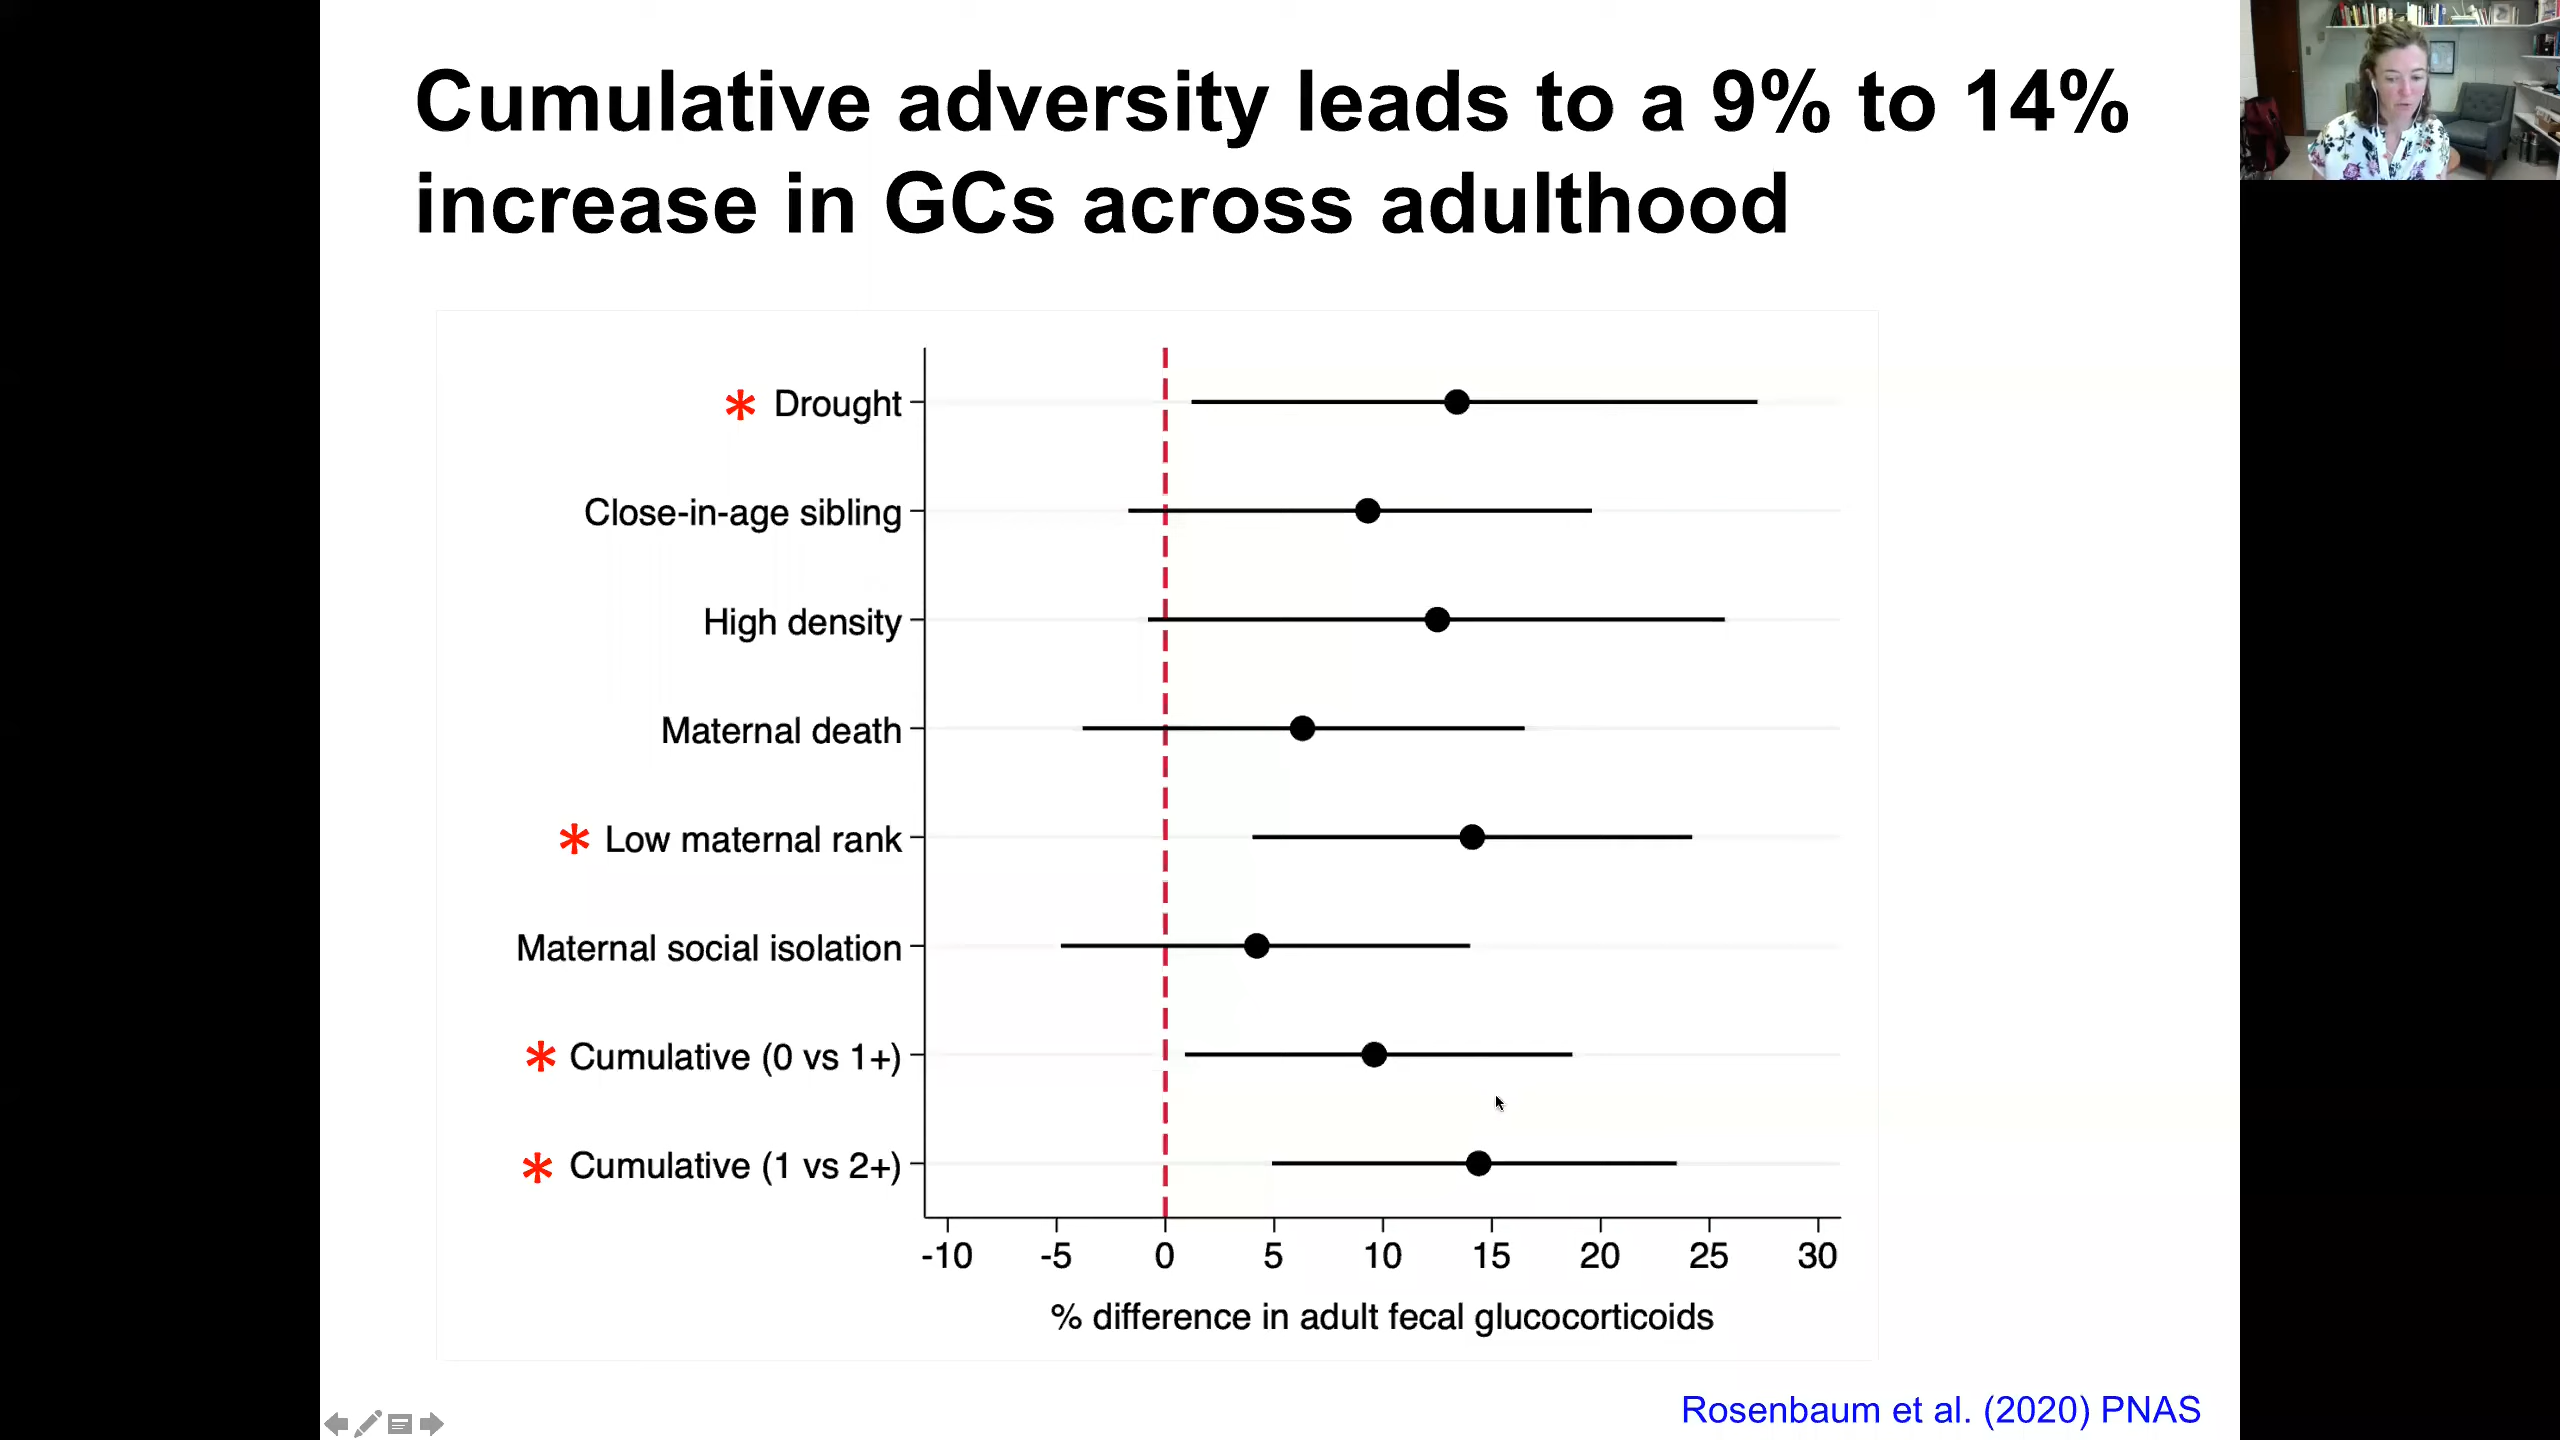 Cumulative adversity leads to a 9% to 14%
increase in GCs across adulthood
* Drought
Close-in-age sibling
High density
Maternal death
* Low maternal rank
Maternal social isolation
* Cumulative (0 vs 1+)
* Cumulative (1 vs 2+)
-10 -5 0 5 10 15 20 25 30
% difference in adult fecal glucocorticoids
Rosenbaum et al. (2020) PNAS